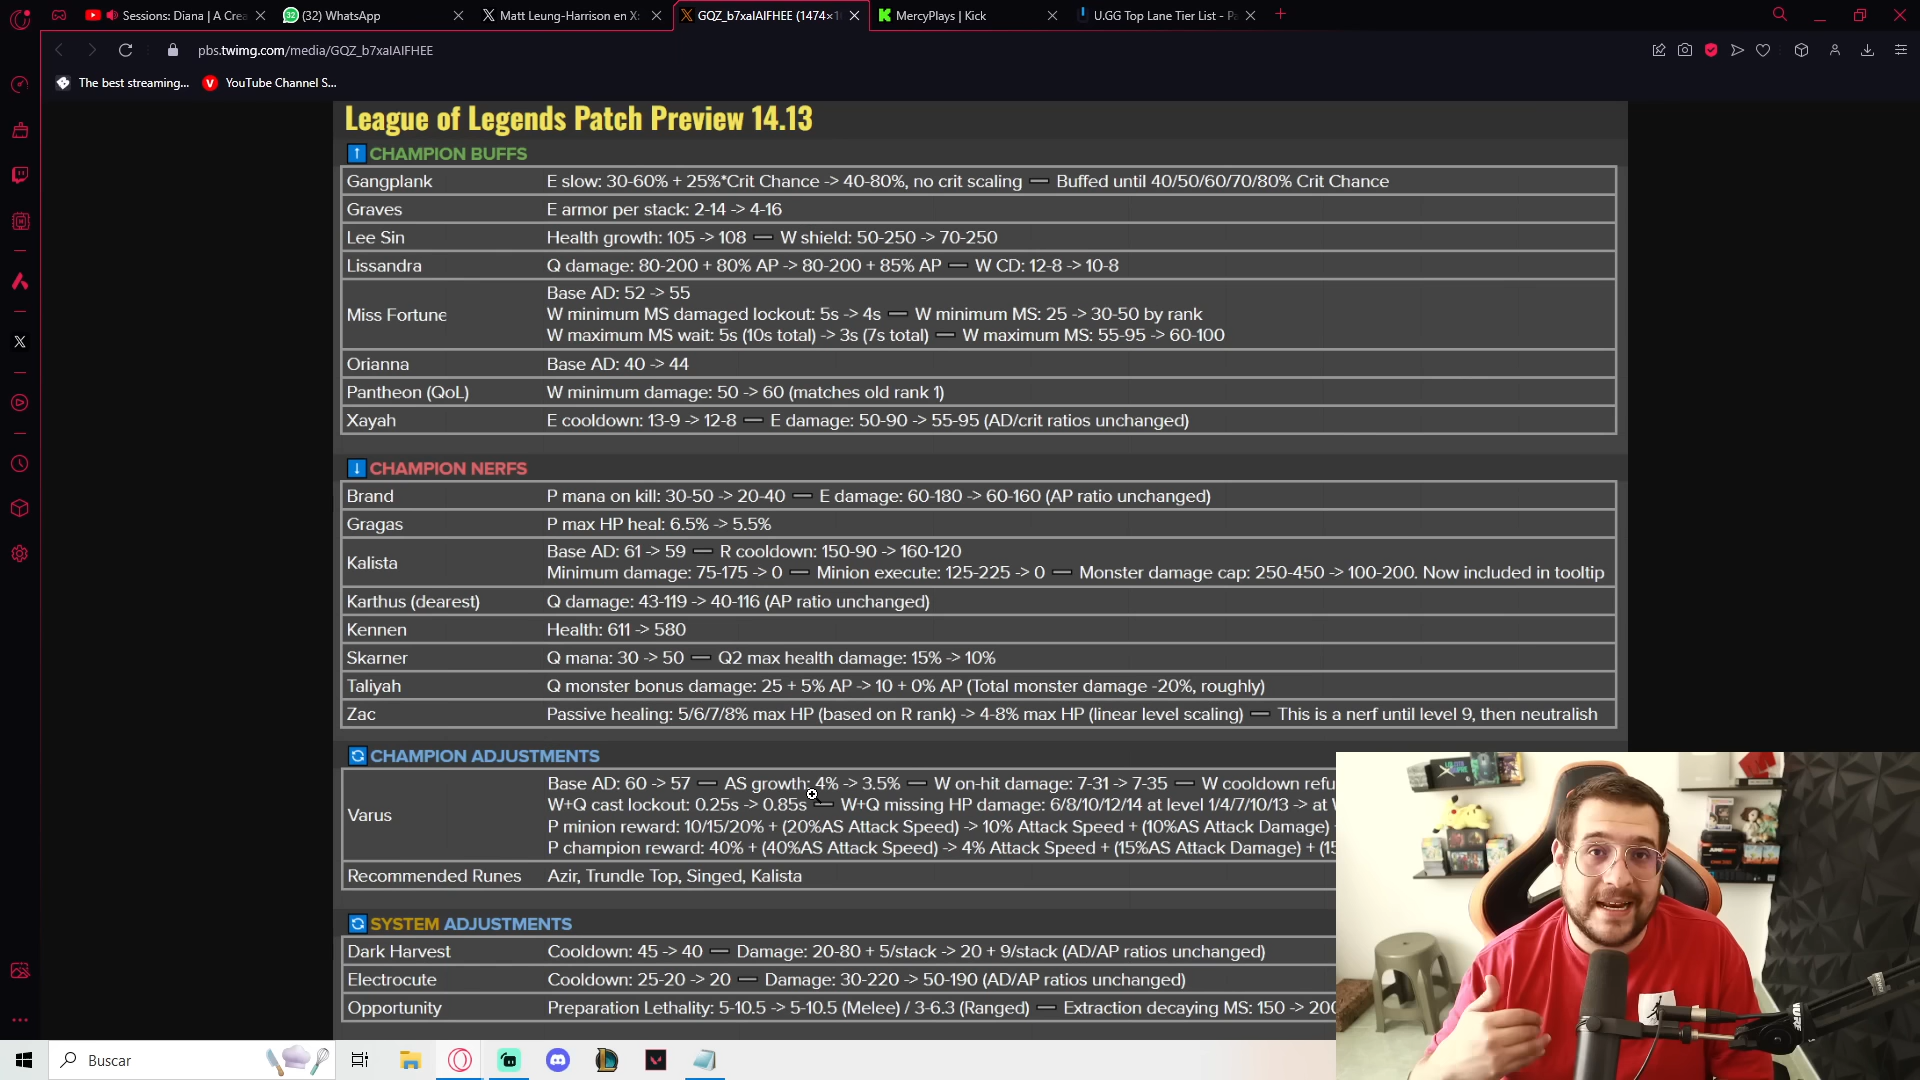 Sessions: Diana | A Crea
(32) WhatsApp
Matt Leung-Harrison en X:
GQZ_b7xaIAIFHEE (1474×1
MercyPlays | Kick
U.GG Top Lane Tier List - Pa
pbs.twimg.com/media/GQZ_b7xaIAIFHEE
The best streaming...
YouTube Channel S...
League of Legends Patch Preview 14.13
CHAMPION BUFFS
Gangplank E slow: 30-60% + 25%*Crit Chance -> 40-80%, no crit scaling — Buffed until 40/50/60/70/80% Crit Chance
Graves E armor per stack: 2-14 -> 4-16
Lee Sin Health growth: 105 -> 108 — W shield: 50-250 -> 70-250
Lissandra Q damage: 80-200 + 80% AP -> 80-200 + 85% AP — W CD: 12-8 -> 10-8
Base AD: 52 -> 55
Miss Fortune W minimum MS damaged lockout: 5s -> 4s — W minimum MS: 25 -> 30-50 by rank
W maximum MS wait: 5s (10s total) -> 3s (7s total) — W maximum MS: 55-95 -> 60-100
Orianna Base AD: 40 -> 44
Pantheon (QoL) W minimum damage: 50 -> 60 (matches old rank 1)
Xayah E cooldown: 13-9 -> 12-8 — E damage: 50-90 -> 55-95 (AD/crit ratios unchanged)
CHAMPION NERFS
Brand P mana on kill: 30-50 -> 20-40 — E damage: 60-180 -> 60-160 (AP ratio unchanged)
Gragas P max HP heal: 6.5% -> 5.5%
Kalista Base AD: 61 -> 59 — R cooldown: 150-90 -> 160-120
Minimum damage: 75-175 -> 0 — Minion execute: 125-225 -> 0 — Monster damage cap: 250-450 -> 100-200. Now included in tooltip
Karthus (dearest) Q damage: 43-119 -> 40-116 (AP ratio unchanged)
Kennen Health: 611 -> 580
Skarner Q mana: 30 -> 50 — Q2 max health damage: 15% -> 10%
Taliyah Q monster bonus damage: 25 + 5% AP -> 10 + 0% AP (Total monster damage -20%, roughly)
Zac Passive healing: 5/6/7/8% max HP (based on R rank) -> 4-8% max HP (linear level scaling) — This is a nerf until level 9, then neutralish
CHAMPION ADJUSTMENTS
Base AD: 60 -> 57 — AS growth: 4% -> 3.5% — W on-hit damage: 7-31 -> 7-35 — W cooldown refu
W+Q cast lockout: 0.25s -> 0.85s — W+Q missing HP damage: 6/8/10/12/14 at level 1/4/7/10/13 -> at W
Varus P minion reward: 10/15/20% + (20%AS Attack Speed) -> 10% Attack Speed + (10%AS Attack Damage)
P champion reward: 40% + (40%AS Attack Speed) -> 4% Attack Speed + (15%AS Attack Damage) + (15
Recommended Runes Azir, Trundle Top, Singed, Kalista
SYSTEM ADJUSTMENTS
Dark Harvest Cooldown: 45 -> 40 — Damage: 20-80 + 5/stack -> 20 + 9/stack (AD/AP ratios unchanged)
Electrocute Cooldown: 25-20 -> 20 — Damage: 30-220 -> 50-190 (AD/AP ratios unchanged)
Opportunity Preparation Lethality: 5-10.5 -> 5-10.5 (Melee) / 3-6.3 (Ranged) — Extraction decaying MS: 150 -> 200
Buscar